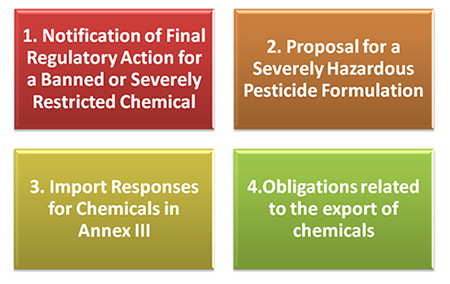 1. Notification of Final
Regulatory Action for
a Banned or Severely
Restricted Chemical
2. Proposal for a
Severely Hazardous
Pesticide Formulation
3. Import Responses
for Chemicals in
Annex III
4.Obligations related
to the export of
chemicals